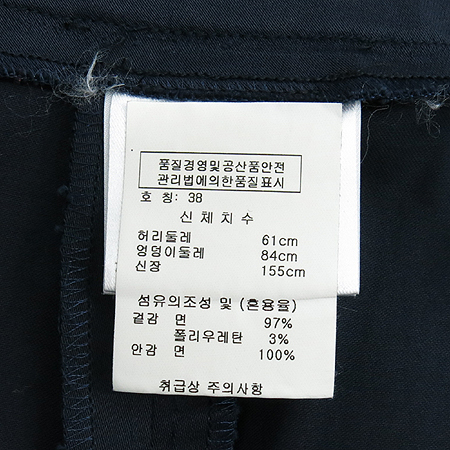 품질경영및공산품안전
관리법에의한품질표시
호 칭: 38
신 체 치 수
허리둘레 61cm
엉덩이둘레 84cm
신장 155cm
섬유의조성 및 (혼용율)
겉감 면 97%
폴리우레탄 3%
안감 면 100%
취급상 주의사항